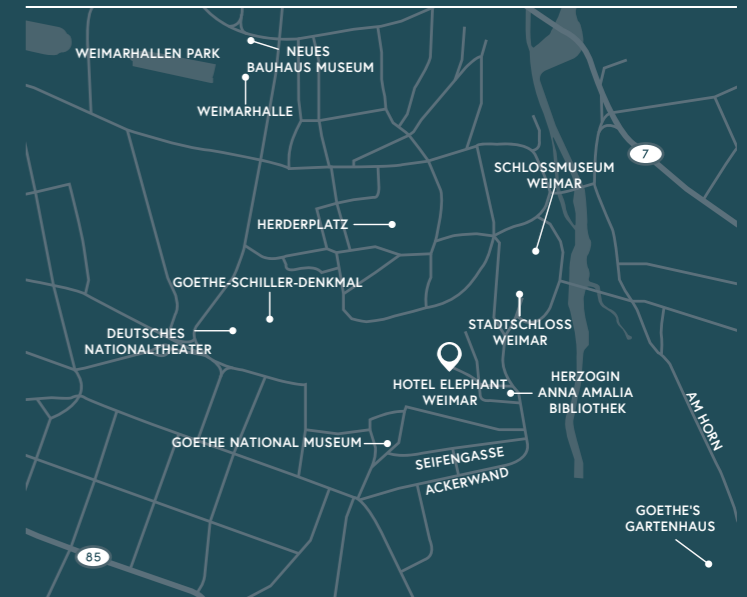 WEIMARHALLEN PARK
NEUES
BAUHAUS MUSEUM
WEIMARHALLE
7
SCHLOSSMUSEUM
WEIMAR
HERDERPLATZ
GOETHE-SCHILLER-DENKMAL
DEUTSCHES
NATIONALTHEATER
STADTSCHLOSS
WEIMAR
HOTEL ELEPHANT
WEIMAR
HERZOGIN
ANNA AMALIA
BIBLIOTHEK
AM HORN
GOETHE NATIONAL MUSEUM
SEIFENGASSE
ACKERWAND
GOETHE'S
GARTENHAUS
85